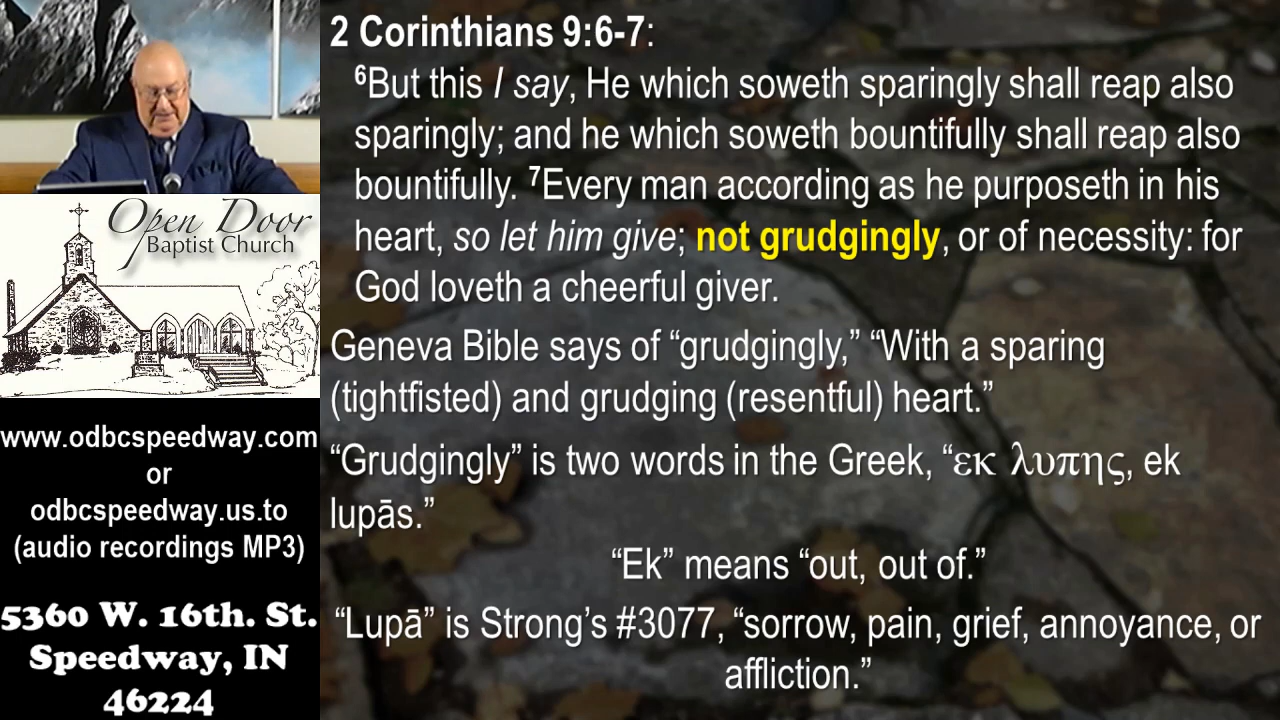 2 Corinthians 9:6-7:
⁶But this I say, He which soweth sparingly shall reap also
sparingly; and he which soweth bountifully shall reap also
bountifully. ⁷Every man according as he purposeth in his
heart, so let him give; not grudgingly, or of necessity: for
God loveth a cheerful giver.
Geneva Bible says of “grudgingly,” “With a sparing
(tightfisted) and grudging (resentful) heart.”
“Grudgingly” is two words in the Greek, “εκ λυπης, ek
lupās.”
“Ek” means “out, out of.”
“Lupā” is Strong’s #3077, “sorrow, pain, grief, annoyance, or
affliction.”
Open Door
Baptist Church
www.odbcspeedway.com
or
odbcspeedway.us.to
(audio recordings MP3)
5360 W. 16th. St.
Speedway, IN
46224